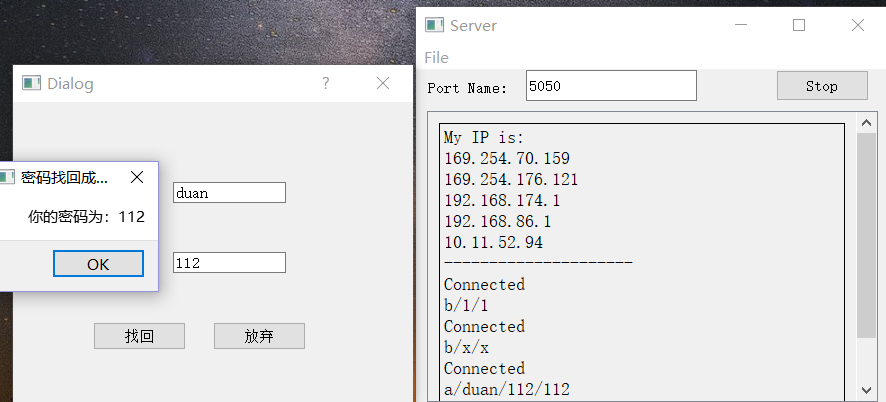 Dialog
?
密码找回成...
你的密码为：112
OK
duan
112
找回
放弃
Server
File
Port Name:
5050
Stop
My IP is:
169.254.70.159
169.254.176.121
192.168.174.1
192.168.86.1
10.11.52.94
---------------------
Connected
b/1/1
Connected
b/x/x
Connected
a/duan/112/112